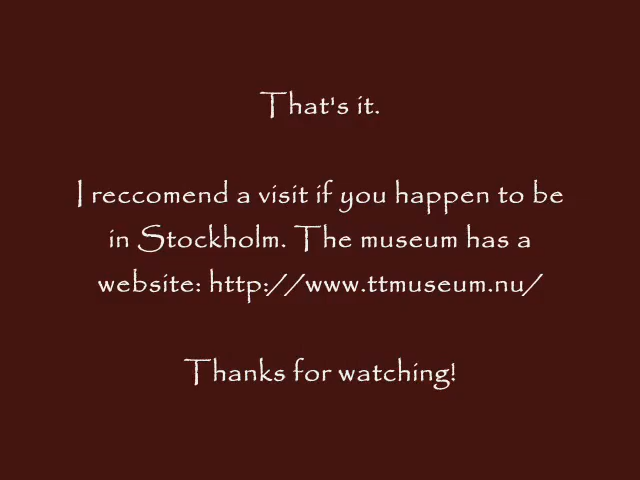 That's it.
I reccomend a visit if you happen to be
in Stockholm. The museum has a
website: http://www.ttmuseum.nu/
Thanks for watching!